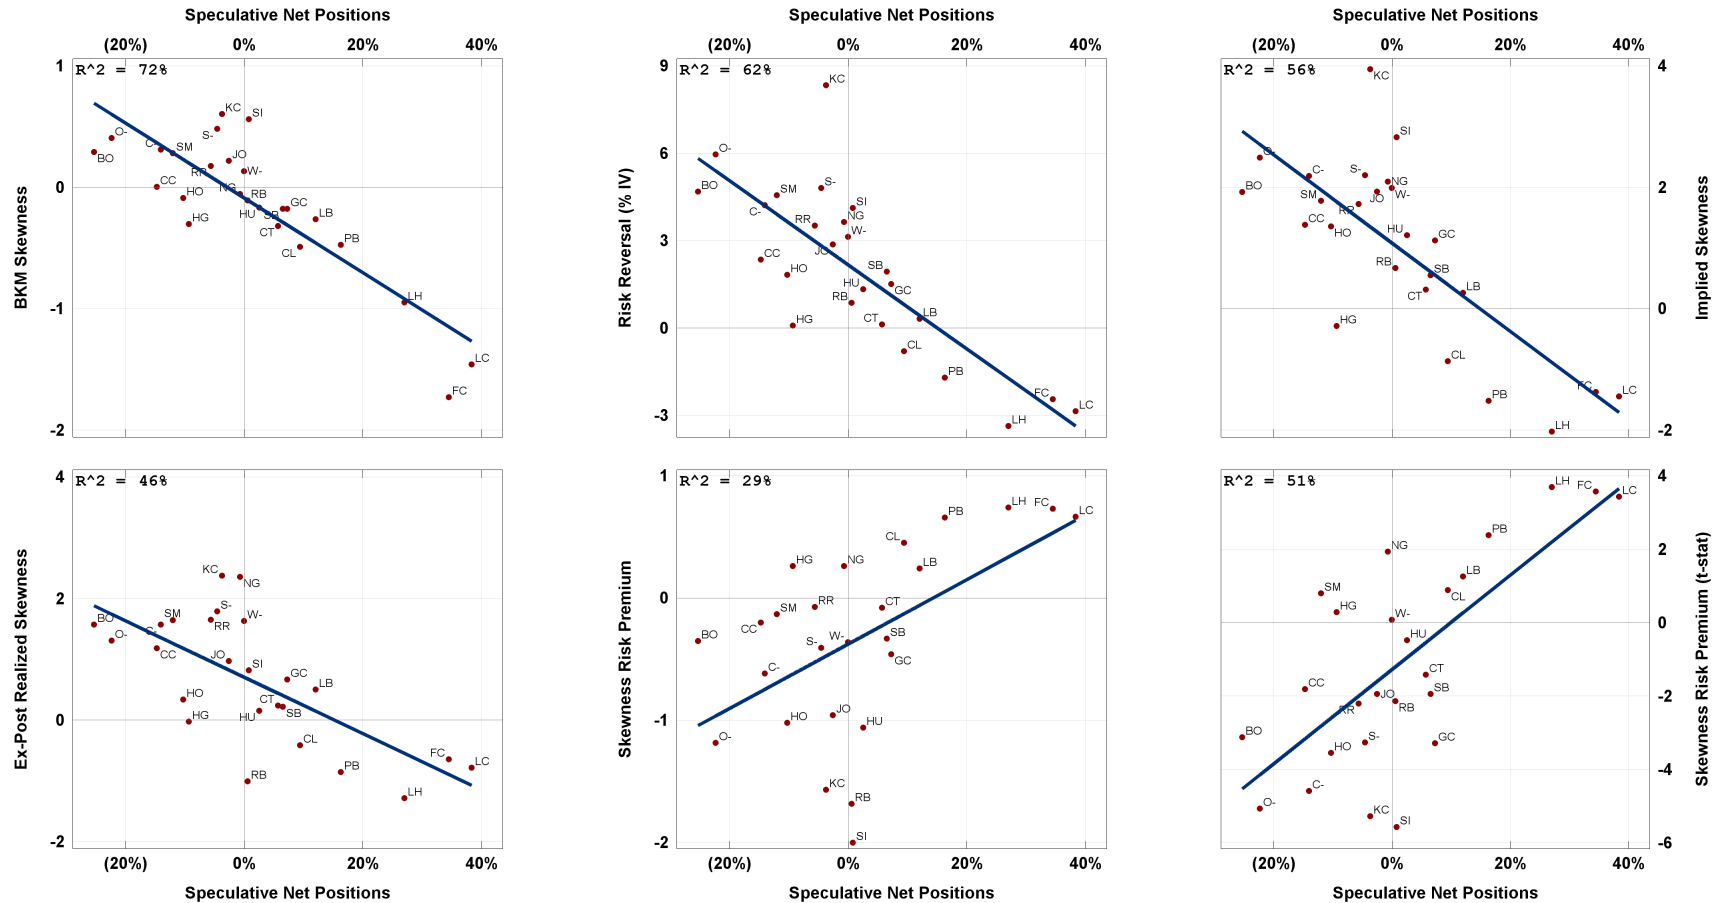 Speculative Net Positions
Speculative Net Positions
Speculative Net Positions
(20%) 0% 20% 40%
(20%) 0% 20% 40%
(20%) 0% 20% 40%
BKM Skewness
1
0
-1
-2
R^2 = 72%
KC
SI
O-
S-
C-
SM
BO
JO
RR
W-
CC
NG
HO
RB
GC
HU
SB
LB
HG
CT
CL
PB
LH
LC
FC
Risk Reversal (% IV)
9
6
3
0
-3
R^2 = 62%
KC
O-
BO
SM
S-
C-
SI
RR
NG
W-
JO
CC
HO
SB
HU
GC
RB
HG
CT
LB
CL
PB
FC
LC
LH
Implied Skewness
4
2
0
-2
R^2 = 56%
KC
SI
O-
C-
S-
BO
NG
SM
JO
W-
RR
CC
HO
HU
GC
RB
SB
CT
LB
HG
CL
PB
FC
LC
LH
Ex-Post Realized Skewness
4
2
0
-2
R^2 = 46%
KC
NG
BO
SM
S-
O-
C-
RR
W-
CC
JO
SI
GC
HO
LB
CT
HG
HU
SB
CL
RB
PB
FC
LC
LH
Skewness Risk Premium
1
0
-1
-2
R^2 = 29%
LH
FC
LC
PB
CL
HG
NG
LB
SM
RR
CT
CC
BO
S-
W-
SB
GC
C-
HO
JO
HU
O-
KC
RB
SI
Skewness Risk Premium (t-stat)
4
2
0
-2
-4
-6
R^2 = 51%
LH
FC
LC
PB
NG
LB
SM
CL
HG
W-
HU
CT
CC
JO
SB
RR
RB
BO
S-
GC
HO
C-
O-
KC
SI
(20%) 0% 20% 40%
(20%) 0% 20% 40%
(20%) 0% 20% 40%
Speculative Net Positions
Speculative Net Positions
Speculative Net Positions